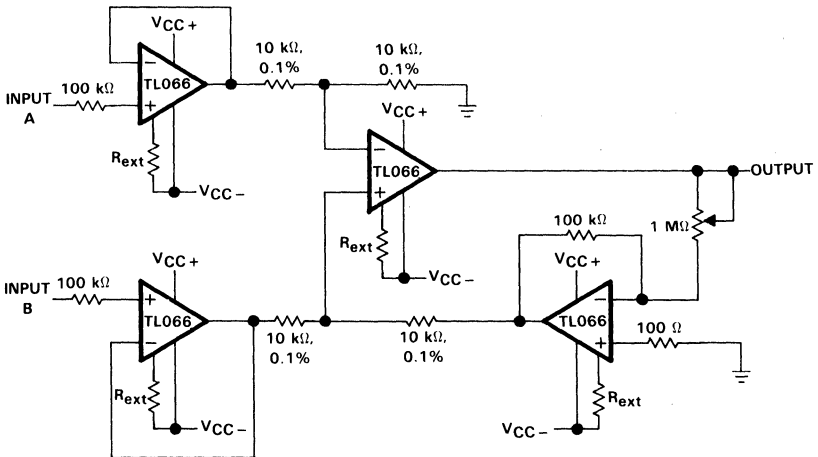 VCC+
TL066
100 kΩ
INPUT
A
−
+
Rext
VCC−
10 kΩ,
0.1%
10 kΩ,
0.1%
VCC+
−
TL066
+
Rext
VCC−
OUTPUT
1 MΩ
100 kΩ
VCC+
−
TL066
+
100 Ω
Rext
VCC−
INPUT
B
100 kΩ
VCC+
+
TL066
−
Rext
VCC−
10 kΩ,
0.1%
10 kΩ,
0.1%